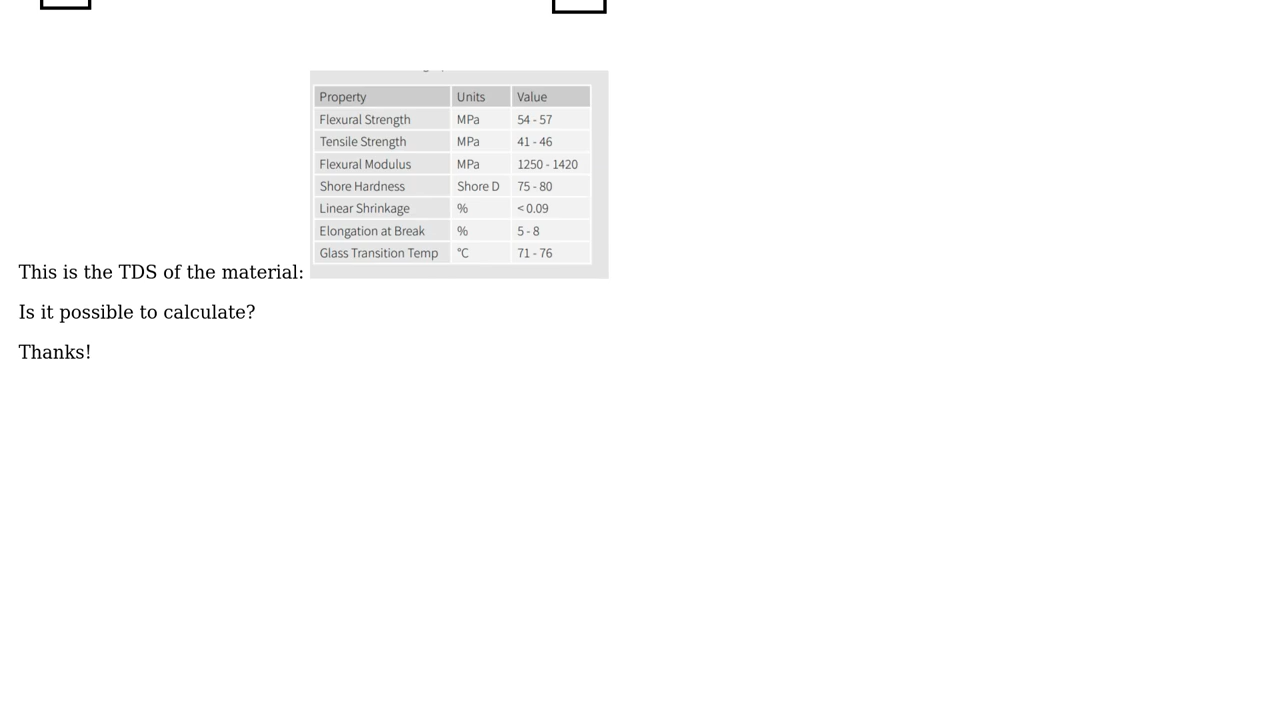 Property Units Value
Flexural Strength MPa 54 - 57
Tensile Strength MPa 41 - 46
Flexural Modulus MPa 1250 - 1420
Shore Hardness Shore D 75 - 80
Linear Shrinkage % < 0.09
Elongation at Break % 5 - 8
Glass Transition Temp °C 71 - 76
This is the TDS of the material:
Is it possible to calculate?
Thanks!